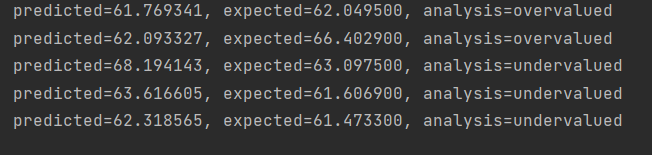 predicted=61.769341, expected=62.049500, analysis=overvalued
predicted=62.093327, expected=66.402900, analysis=overvalued
predicted=68.194143, expected=63.097500, analysis=undervalued
predicted=63.616605, expected=61.606900, analysis=undervalued
predicted=62.318565, expected=61.473300, analysis=undervalued